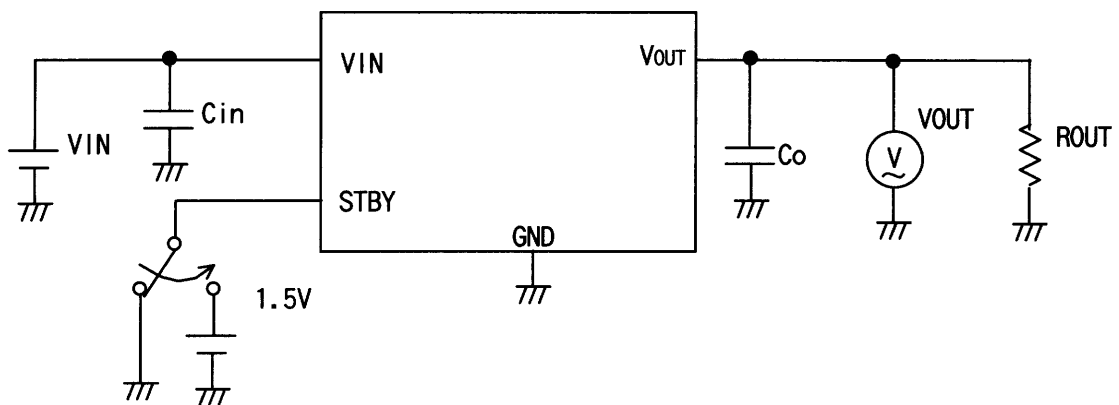 VIN
VOUT
Cin
VIN
VOUT
V
Co
ROUT
STBY
GND
1.5V